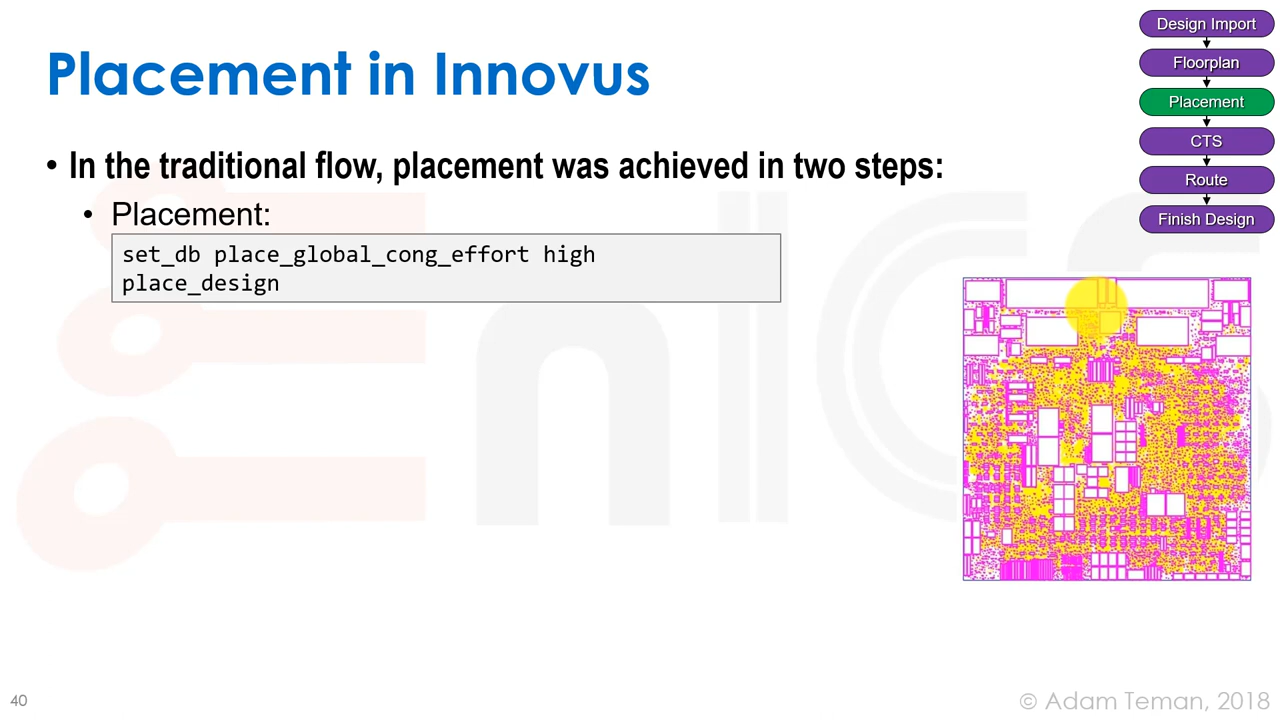 Placement in Innovus
• In the traditional flow, placement was achieved in two steps:
• Placement:
set_db place_global_cong_effort high
place_design
Design Import
Floorplan
Placement
CTS
Route
Finish Design
enics
40
© Adam Teman, 2018